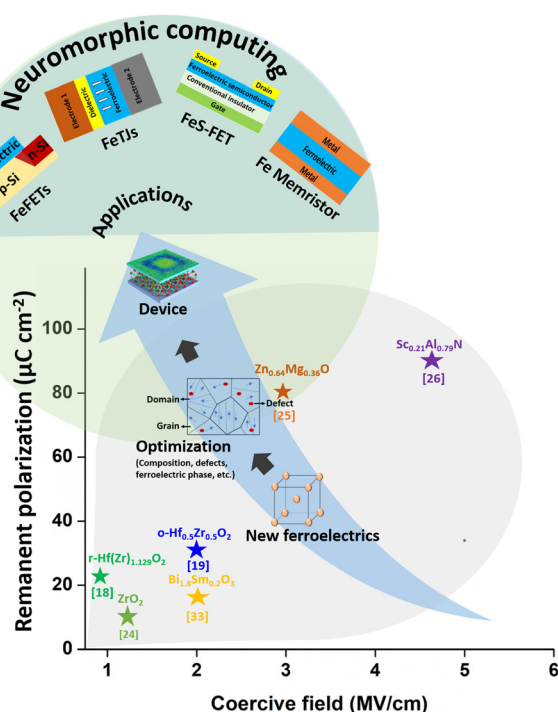 Neuromorphic computing
Electrode 1
Dielectric
Ferroelectric
Electrode 2
FeTJs
Source
Drain
Ferroelectric semiconductor
Conventional insulator
Gate
FeS-FET
Metal
Ferroelectric
Metal
Fe Memristor
n-Si
p-Si
FeFETs
Applications
Device
Remanent polarization (μC cm⁻²)
100
80
60
40
20
0
Sc₀.₂₁Al₀.₇₉N
[26]
Zn₀.₆₄Mg₀.₃₆O
[25]
Domain
Defect
Grain
Optimization
(Composition, defects,
ferroelectric phase, etc.)
New ferroelectrics
o-Hf₀.₅Zr₀.₅O₂
[19]
r-Hf(Zr)₁.₁₂₉O₂
[18]
Bi₁.₈Sm₀.₂O₃
[33]
ZrO₂
[24]
1 2 3 4 5 6
Coercive field (MV/cm)